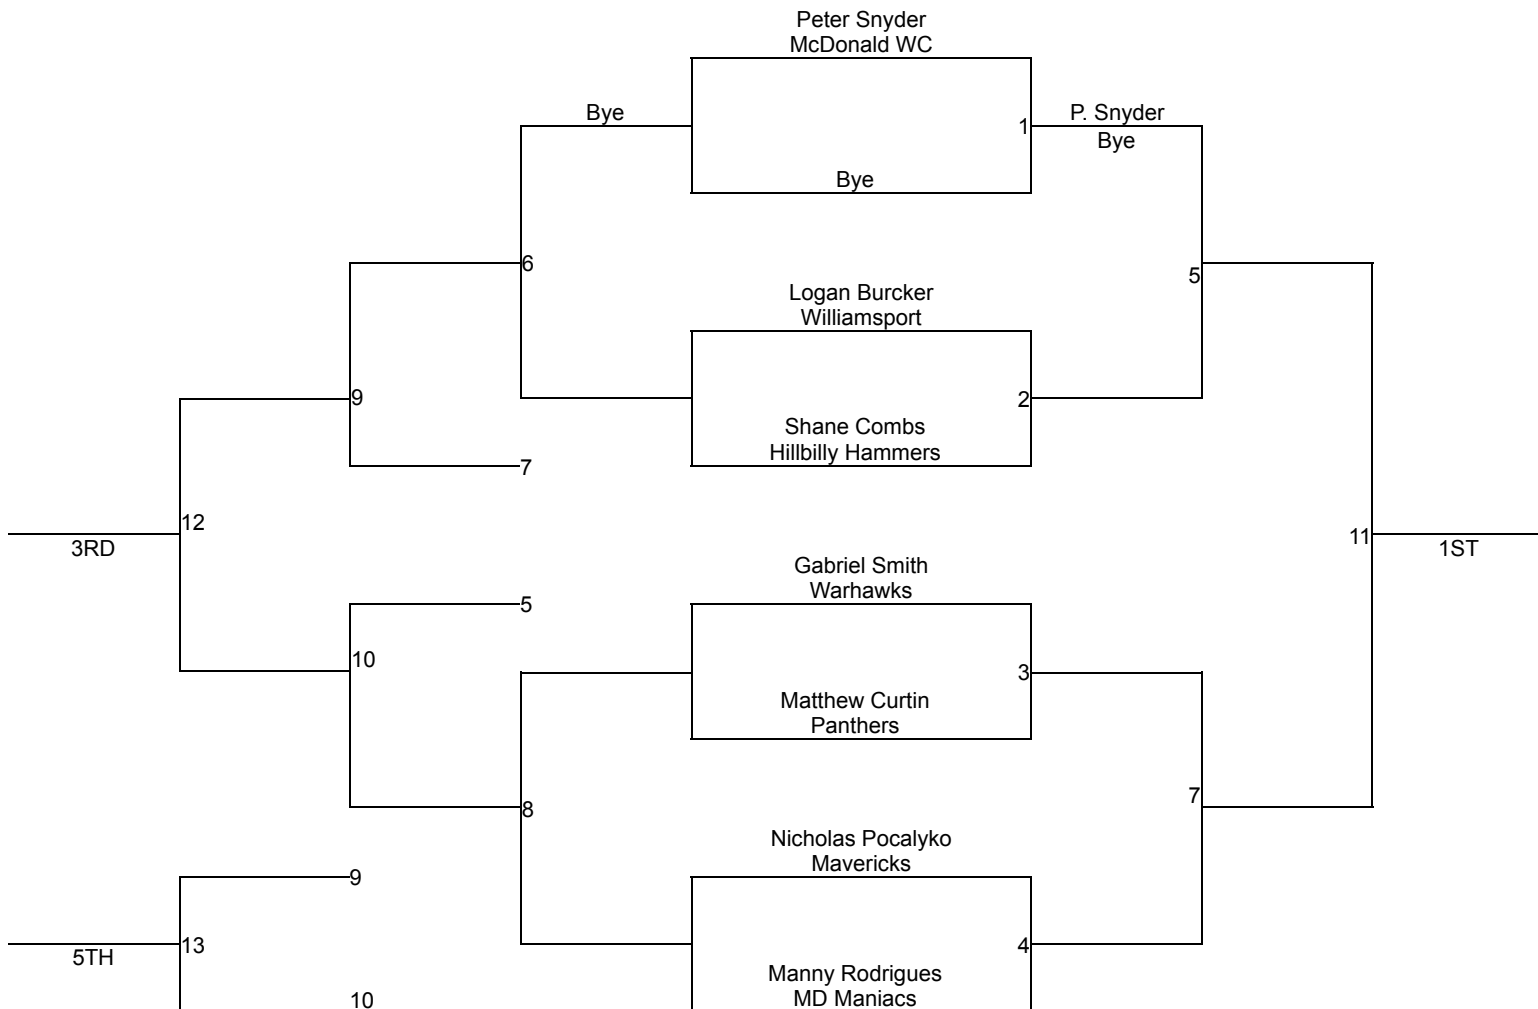 Peter Snyder
McDonald WC
Bye
1
P. Snyder
Bye
Bye
6
5
Logan Burcker
Williamsport
9
2
Shane Combs
Hillbilly Hammers
7
12
3RD
11
1ST
Gabriel Smith
Warhawks
5
10
3
Matthew Curtin
Panthers
7
8
Nicholas Pocalyko
Mavericks
9
13
5TH
4
Manny Rodrigues
MD Maniacs
10